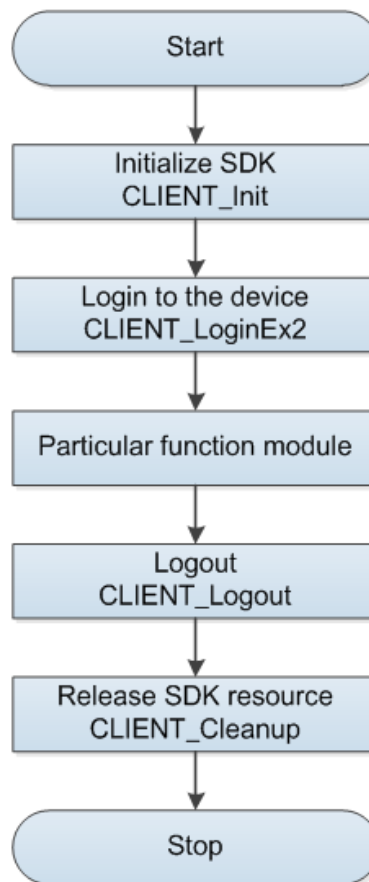 Start
Initialize SDK
CLIENT_Init
Login to the device
CLIENT_LoginEx2
Particular function module
Logout
CLIENT_Logout
Release SDK resource
CLIENT_Cleanup
Stop